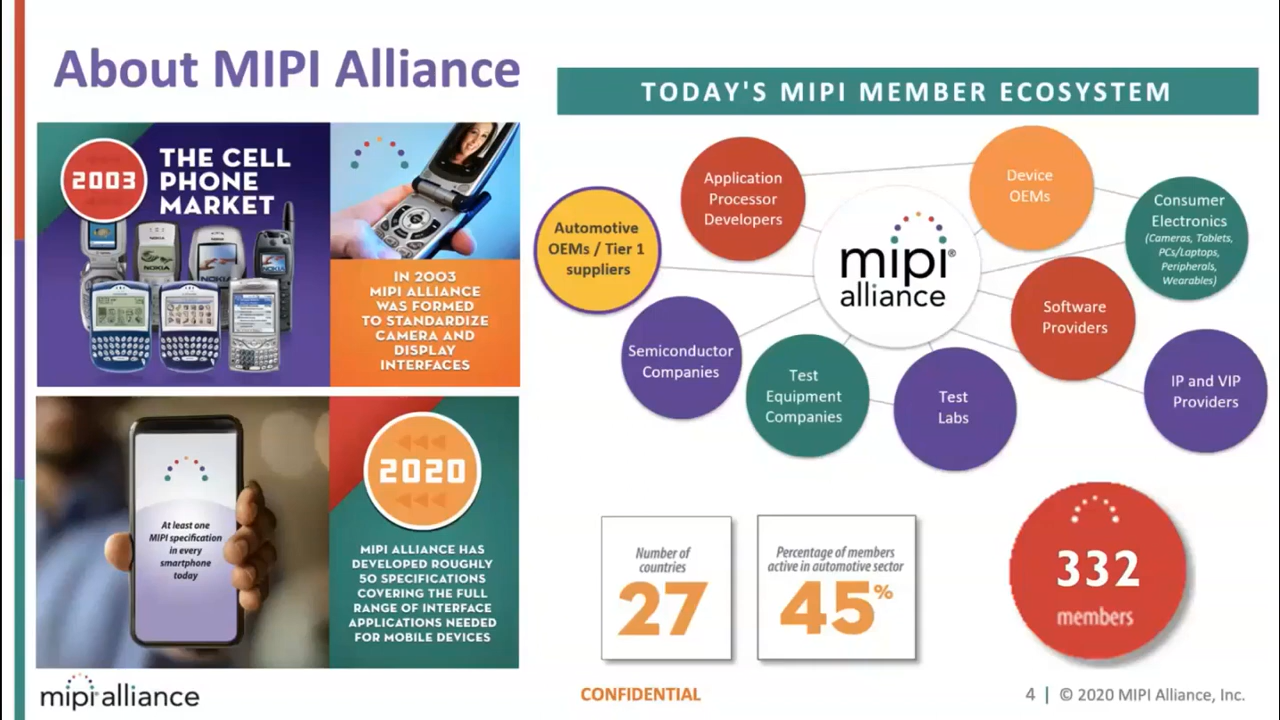 About MIPI Alliance
TODAY'S MIPI MEMBER ECOSYSTEM
2003
THE CELL
PHONE
MARKET
NOKIA
NOKIA
NOKIA
IN 2003
MIPI ALLIANCE
WAS FORMED
TO STANDARDIZE
CAMERA AND
DISPLAY
INTERFACES
At least one
MIPI specification
in every
smartphone
today
2020
MIPI ALLIANCE HAS
DEVELOPED ROUGHLY
50 SPECIFICATIONS
COVERING THE FULL
RANGE OF INTERFACE
APPLICATIONS NEEDED
FOR MOBILE DEVICES
Automotive
OEMs / Tier 1
suppliers
Application
Processor
Developers
mipi®
alliance
Device
OEMs
Consumer
Electronics
(Cameras, Tablets,
PCs/Laptops,
Peripherals,
Wearables)
Semiconductor
Companies
Test
Equipment
Companies
Test
Labs
Software
Providers
IP and VIP
Providers
Number of
countries
27
Percentage of members
active in automotive sector
45%
332
members
mipi alliance
CONFIDENTIAL
4 | © 2020 MIPI Alliance, Inc.